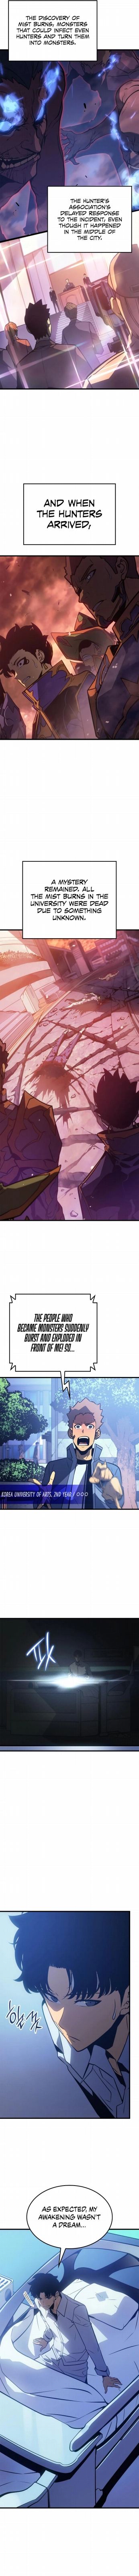 THE DISCOVERY OF
MIST BURNS, MONSTERS
THAT COULD INFECT EVEN
HUNTERS AND TURN THEM
INTO MONSTERS.
THE HUNTER'S
ASSOCIATION'S
DELAYED RESPONSE
TO THE INCIDENT, EVEN
THOUGH IT HAPPENED
IN THE MIDDLE OF
THE CITY.
AND WHEN
THE HUNTERS
ARRIVED,
A MYSTERY
REMAINED. ALL
THE MIST BURNS IN THE
UNIVERSITY WERE DEAD
DUE TO SOMETHING
UNKNOWN.
THE PEOPLE WHO
BECAME MONSTERS SUDDENLY
BURST AND EXPLODED IN
FRONT OF ME! SO...
KOREA UNIVERSITY OF ARTS, 2ND YEAR / ○○○
AS EXPECTED, MY
AWAKENING WASN'T
A DREAM...